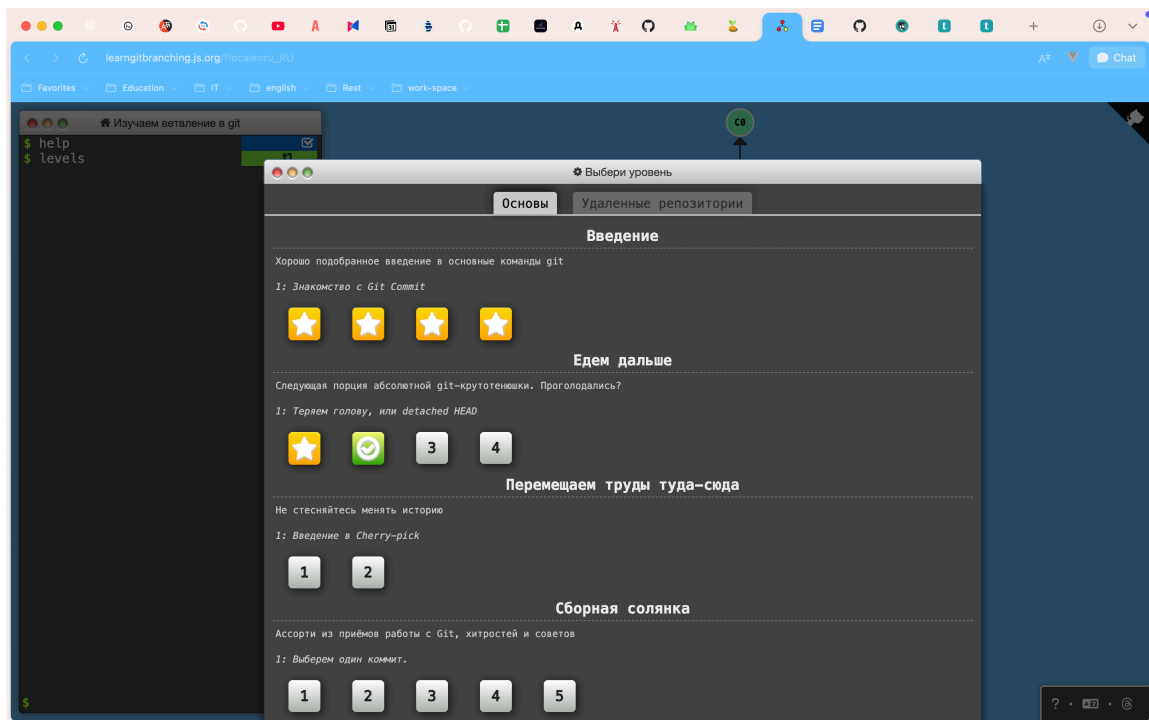 learngitbranching.js.org/?locale=ru_RU
Chat
Favorites Education IT english Rest work-space
Изучаем ветвление в git
C0
$ help
$ levels
Выбери уровень
Основы Удаленные репозитории
Введение
Хорошо подобранное введение в основные команды git
1: Знакомство с Git Commit
Едем дальше
Следующая порция абсолютной git-крутотенюшки. Проголодались?
1: Теряем голову, или detached HEAD
3 4
Перемещаем труды туда-сюда
Не стесняйтесь менять историю
1: Введение в Cherry-pick
1 2
Сборная солянка
Ассорти из приёмов работы с Git, хитростей и советов
1: Выберем один коммит.
1 2 3 4 5
$
?